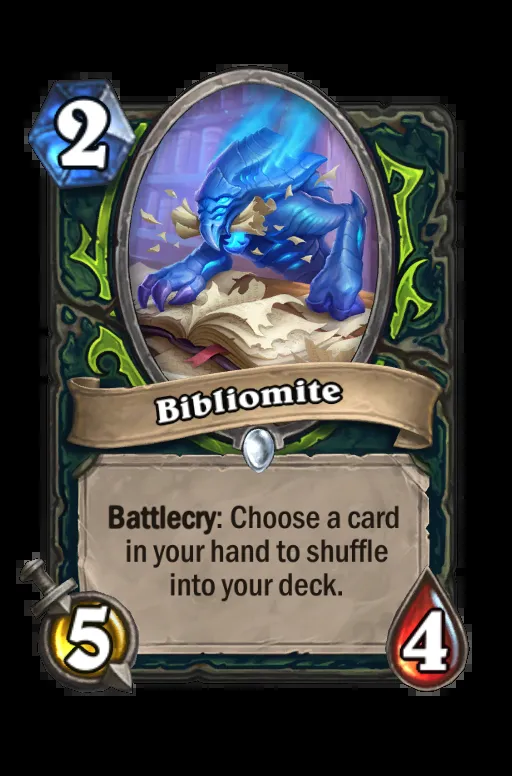 2
Bibliomite
Battlecry: Choose a card
in your hand to shuffle
into your deck.
5
4